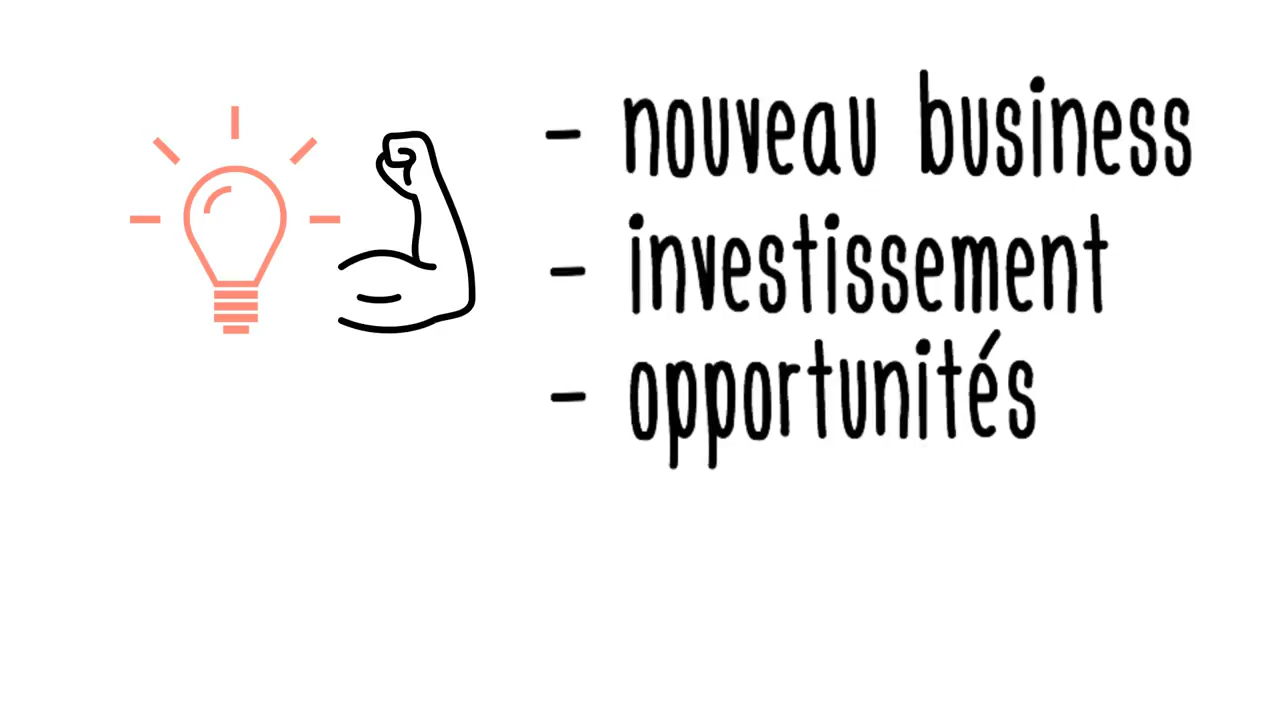 - nouveau business
- investissement
- opportunités